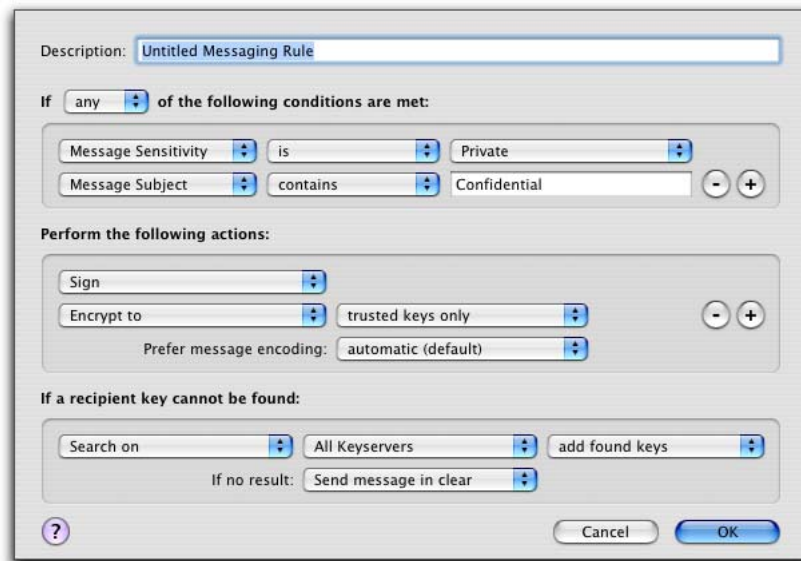 Description: Untitled Messaging Rule
If any of the following conditions are met:
Message Sensitivity is Private
Message Subject contains Confidential - +
Perform the following actions:
Sign
Encrypt to trusted keys only - +
Prefer message encoding: automatic (default)
If a recipient key cannot be found:
Search on All Keyservers add found keys
If no result: Send message in clear
? Cancel OK